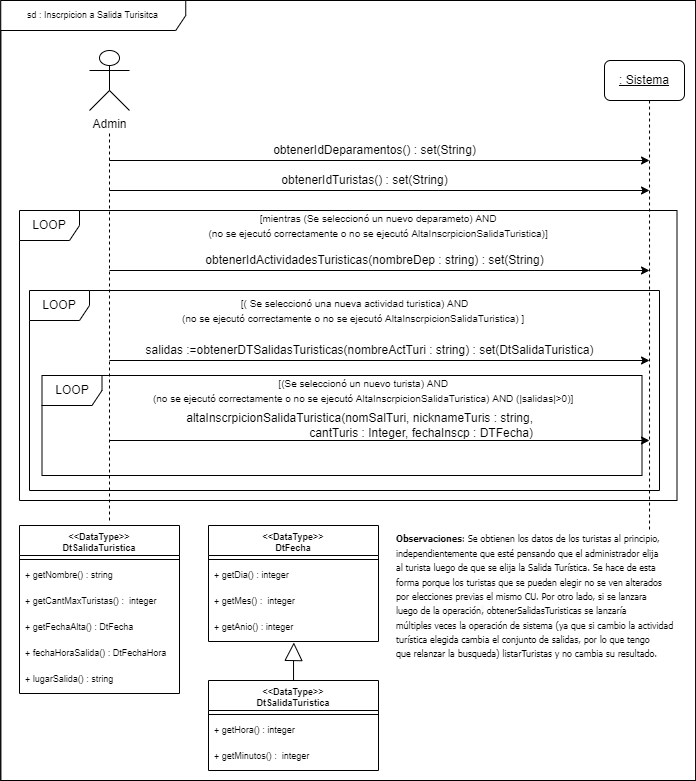 sd : Inscrpicion a Salida Turisitca
Admin
: Sistema
obtenerIdDeparamentos() : set(String)
obtenerIdTuristas() : set(String)
LOOP
[mientras (Se seleccionó un nuevo deparameto) AND
(no se ejecutó correctamente o no se ejecutó AltaInscrpicionSalidaTuristica)]
obtenerIdActividadesTuristicas(nombreDep : string) : set(String)
LOOP
[( Se seleccionó una nueva actividad turistica) AND
(no se ejecutó correctamente o no se ejecutó AltaInscrpicionSalidaTuristica) ]
salidas :=obtenerDTSalidasTuristicas(nombreActTuri : string) : set(DtSalidaTuristica)
LOOP
[(Se seleccionó un nuevo turista) AND
(no se ejecutó correctamente o no se ejecutó AltaInscrpicionSalidaTuristica) AND (|salidas|>0)]
altaInscrpicionSalidaTuristica(nomSalTuri, nicknameTuris : string,
cantTuris : Integer, fechaInscp : DTFecha)
<<DataType>>
DtSalidaTuristica
+ getNombre() : string
+ getCantMaxTuristas() :  integer
+ getFechaAlta() : DtFecha
+ fechaHoraSalida() : DtFechaHora
+ lugarSalida() : string
<<DataType>>
DtFecha
+ getDia() : integer
+ getMes() : integer
+ getAnio() : integer
<<DataType>>
DtSalidaTuristica
+ getHora() : integer
+ getMinutos() :  integer
Observaciones: Se obtienen los datos de los turistas al principio,
independientemente que esté pensando que el administrador elija
al turista luego de que se elija la Salida Turística. Se hace de esta
forma porque los turistas que se pueden elegir no se ven alterados
por elecciones previas el mismo CU. Por otro lado, si se lanzara
luego de la operación, obtenerSalidasTuristicas se lanzaría
múltiples veces la operación de sistema (ya que si cambio la actividad
turística elegida cambia el conjunto de salidas, por lo que tengo
que relanzar la busqueda) listarTuristas y no cambia su resultado.